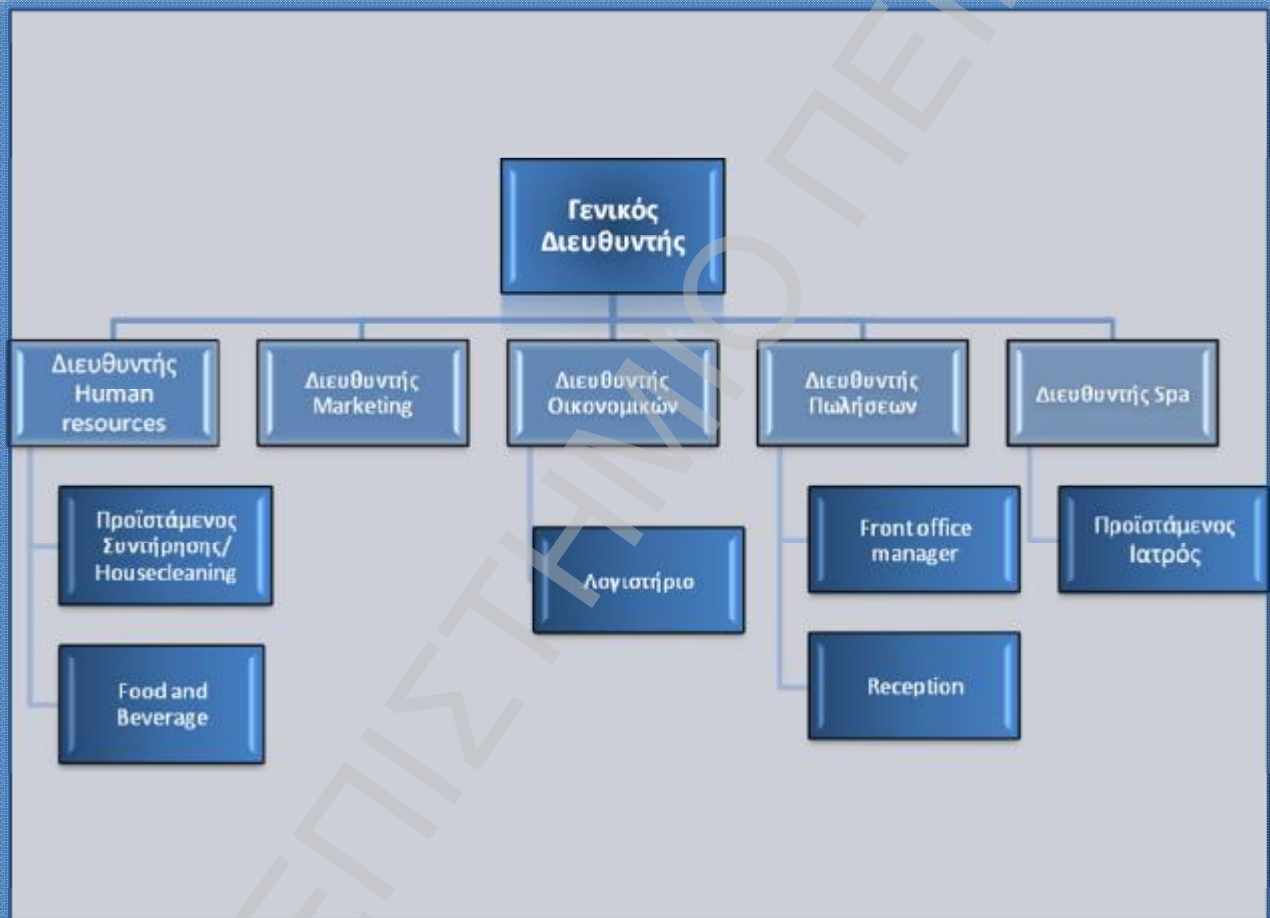 Γενικός
Διευθυντής
Διευθυντής
Human
resources
Διευθυντής
Marketing
Διευθυντής
Οικονομικών
Διευθυντής
Πωλήσεων
Διευθυντής Spa
Προϊστάμενος
Συντήρησης/
Housecleaning
Food and
Beverage
Λογιστήριο
Front office
manager
Reception
Προϊστάμενος
Ιατρός